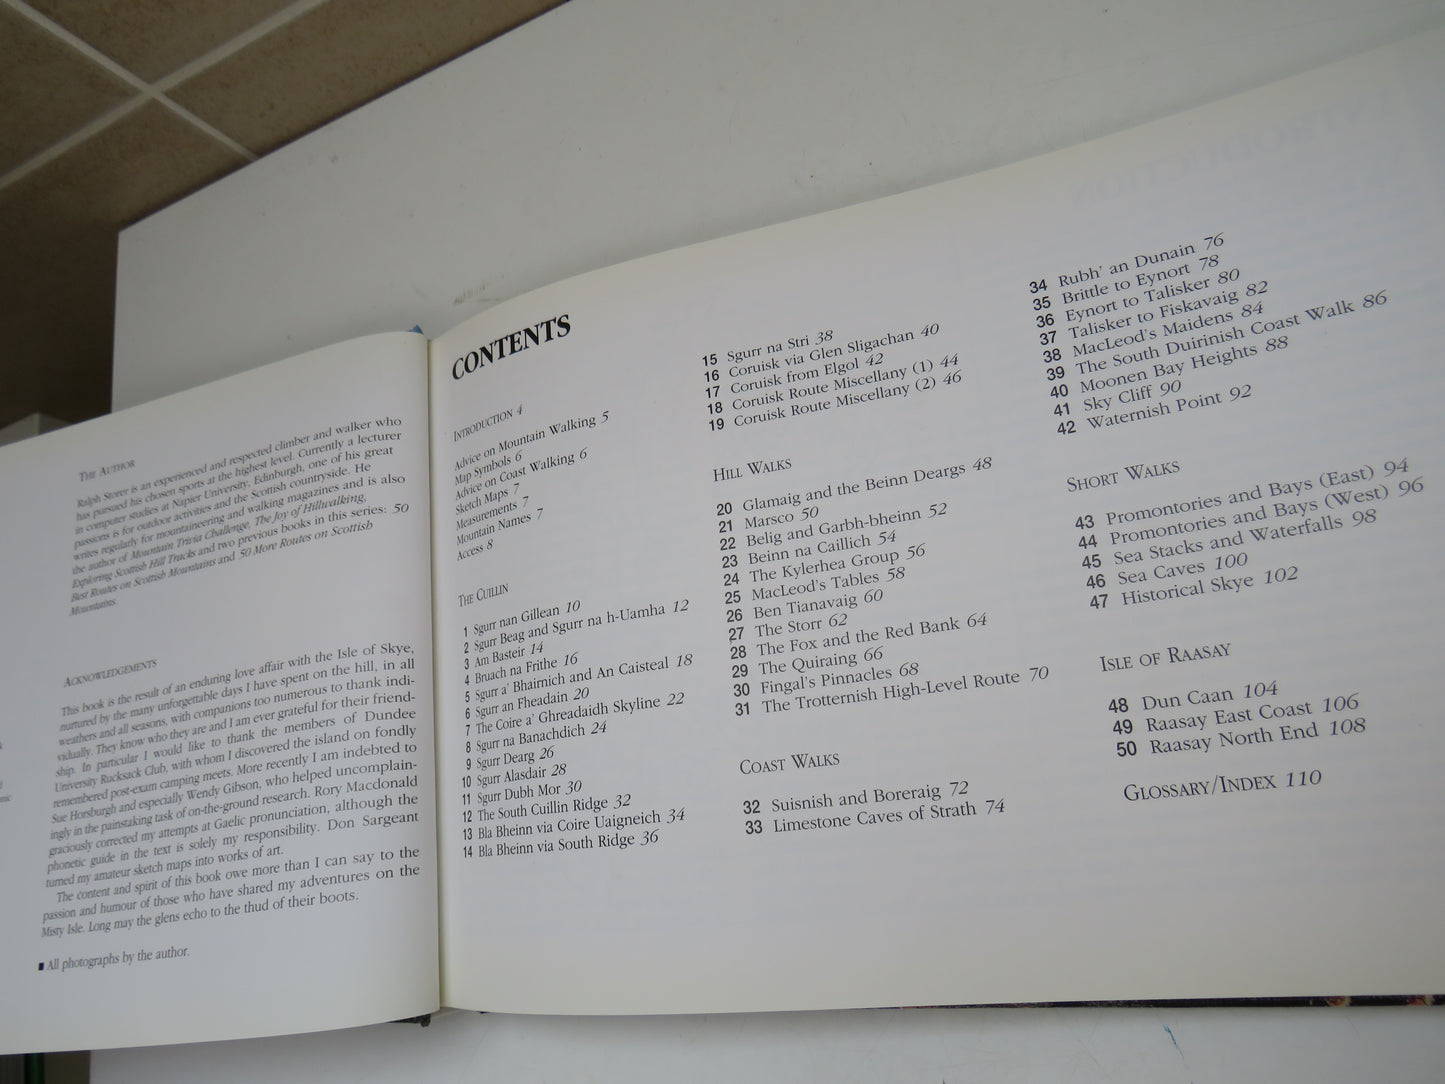 THE AUTHOR
Ralph Storer is an experienced and respected climber and walker who
has pursued his chosen sports at the highest level. Currently a lecturer
in computer studies at Napier University, Edinburgh, one of his great
passions is for outdoor activities and the Scottish countryside. He
writes regularly for mountaineering and walking magazines and is also
the author of Mountain Trivia Challenge, The Joy of Hillwalking,
Exploring Scottish Hill Tracks and two previous books in this series: 50
Best Routes on Scottish Mountains and 50 More Routes on Scottish
Mountains.
ACKNOWLEDGEMENTS
This book is the result of an enduring love affair with the Isle of Skye,
nurtured by the many unforgettable days I have spent on the hill, in all
weathers and all seasons, with companions too numerous to thank indi-
vidually. They know who they are and I am ever grateful for their friend-
ship. In particular I would like to thank the members of Dundee
University Rucksack Club, with whom I discovered the island on fondly
remembered post-exam camping meets. More recently I am indebted to
Sue Horsburgh and especially Wendy Gibson, who helped uncomplain-
ingly in the painstaking task of on-the-ground research. Rory Macdonald
graciously corrected my attempts at Gaelic pronunciation, although the
phonetic guide in the text is solely my responsibility. Don Sargeant
turned my amateur sketch maps into works of art.
The content and spirit of this book owe more than I can say to the
passion and humour of those who have shared my adventures on the
Misty Isle. Long may the glens echo to the thud of their boots.
■ All photographs by the author.
CONTENTS
INTRODUCTION 4
Advice on Mountain Walking 5
Map Symbols 6
Advice on Coast Walking 6
Sketch Maps 7
Measurements 7
Mountain Names 7
Access 8
THE CUILLIN
1 Sgurr nan Gillean 10
2 Sgurr Beag and Sgurr na h-Uamha 12
3 Am Basteir 14
4 Bruach na Frithe 16
5 Sgurr a' Bhairnich and An Caisteal 18
6 Sgurr an Fheadain 20
7 The Coire a' Ghreadaidh Skyline 22
8 Sgurr na Banachdich 24
9 Sgurr Dearg 26
10 Sgurr Alasdair 28
11 Sgurr Dubh Mor 30
12 The South Cuillin Ridge 32
13 Bla Bheinn via Coire Uaigneich 34
14 Bla Bheinn via South Ridge 36
15 Sgurr na Stri 38
16 Coruisk via Glen Sligachan 40
17 Coruisk from Elgol 42
18 Coruisk Route Miscellany (1) 44
19 Coruisk Route Miscellany (2) 46
HILL WALKS
20 Glamaig and the Beinn Deargs 48
21 Marsco 50
22 Belig and Garbh-bheinn 52
23 Beinn na Caillich 54
24 The Kylerhea Group 56
25 MacLeod's Tables 58
26 Ben Tianavaig 60
27 The Storr 62
28 The Fox and the Red Bank 64
29 The Quiraing 66
30 Fingal's Pinnacles 68
31 The Trotternish High-Level Route 70
COAST WALKS
32 Suisnish and Boreraig 72
33 Limestone Caves of Strath 74
34 Rubh' an Dunain 76
35 Brittle to Eynort 78
36 Eynort to Talisker 80
37 Talisker to Fiskavaig 82
38 MacLeod's Maidens 84
39 The South Duirinish Coast Walk 86
40 Moonen Bay Heights 88
41 Sky Cliff 90
42 Waternish Point 92
SHORT WALKS
43 Promontories and Bays (East) 94
44 Promontories and Bays (West) 96
45 Sea Stacks and Waterfalls 98
46 Sea Caves 100
47 Historical Skye 102
ISLE OF RAASAY
48 Dun Caan 104
49 Raasay East Coast 106
50 Raasay North End 108
GLOSSARY/INDEX 110